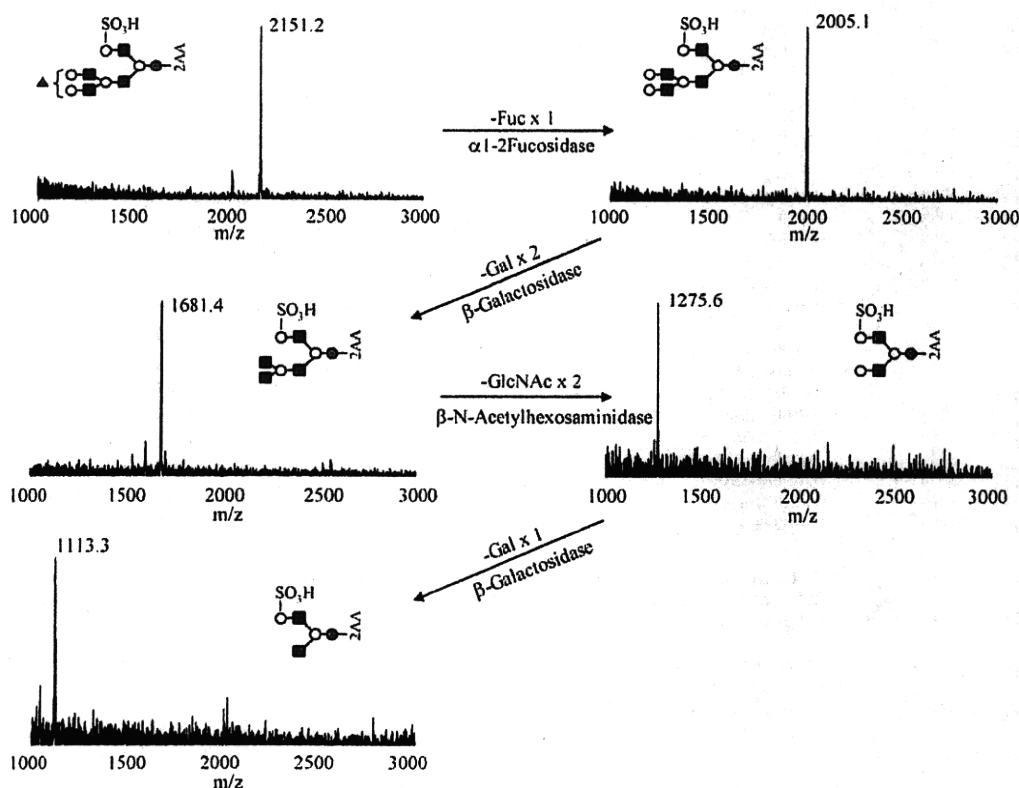 SO₃H
2151.2
2AA
1000 1500 2000 2500 3000
m/z
-Fuc x 1
α1-2Fucosidase
SO₃H
2005.1
2AA
1000 1500 2000 2500 3000
m/z
-Gal x 2
β-Galactosidase
1681.4
SO₃H
2AA
1000 1500 2000 2500 3000
m/z
-GlcNAc x 2
β-N-Acetylhexosaminidase
1275.6
SO₃H
2AA
1000 1500 2000 2500 3000
m/z
-Gal x 1
β-Galactosidase
1113.3
SO₃H
2AA
1000 1500 2000 2500 3000
m/z